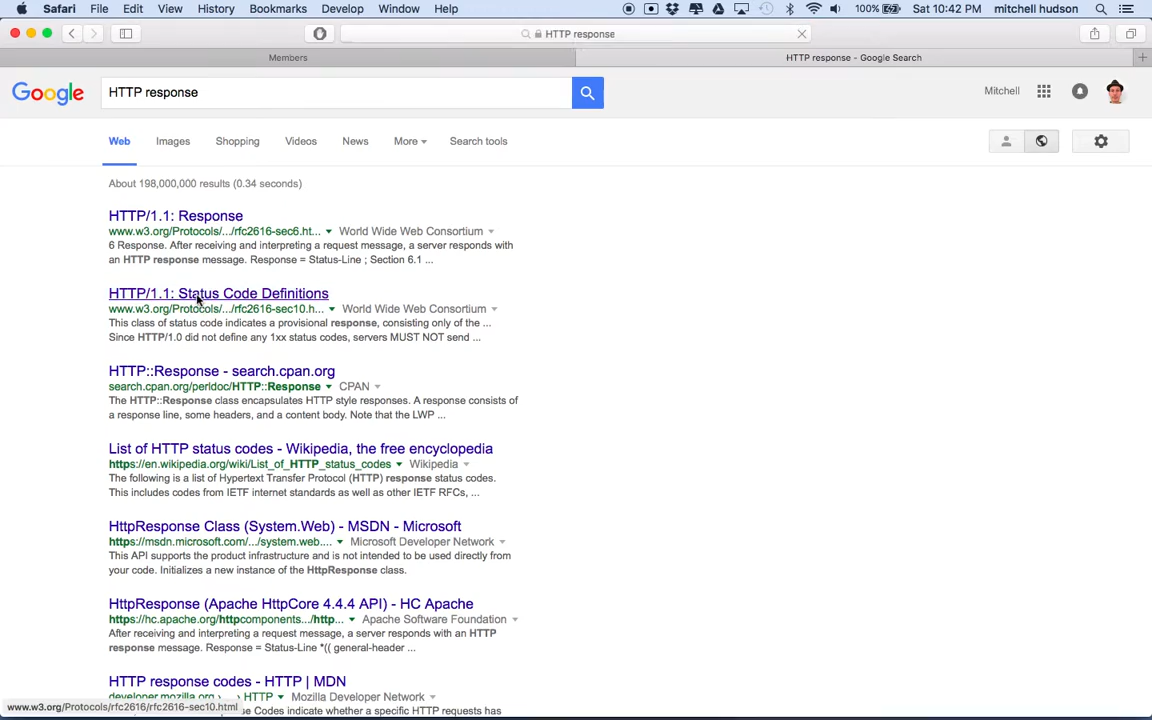 Safari File Edit View History Bookmarks Develop Window Help 100% Sat 10:42 PM mitchell hudson
HTTP response
Members HTTP response - Google Search
Google HTTP response Mitchell
Web Images Shopping Videos News More Search tools
About 198,000,000 results (0.34 seconds)
HTTP/1.1: Response
www.w3.org/Protocols/.../rfc2616-sec6.ht... World Wide Web Consortium
6 Response. After receiving and interpreting a request message, a server responds with
an HTTP response message. Response = Status-Line ; Section 6.1 ...
HTTP/1.1: Status Code Definitions
www.w3.org/Protocols/.../rfc2616-sec10.h... World Wide Web Consortium
This class of status code indicates a provisional response, consisting only of the ...
Since HTTP/1.0 did not define any 1xx status codes, servers MUST NOT send ...
HTTP::Response - search.cpan.org
search.cpan.org/perldoc/HTTP::Response CPAN
The HTTP::Response class encapsulates HTTP style responses. A response consists of
a response line, some headers, and a content body. Note that the LWP ...
List of HTTP status codes - Wikipedia, the free encyclopedia
https://en.wikipedia.org/wiki/List_of_HTTP_status_codes Wikipedia
The following is a list of Hypertext Transfer Protocol (HTTP) response status codes.
This includes codes from IETF internet standards as well as other IETF RFCs, ...
HttpResponse Class (System.Web) - MSDN - Microsoft
https://msdn.microsoft.com/.../system.web.... Microsoft Developer Network
This API supports the product infrastructure and is not intended to be used directly from
your code. Initializes a new instance of the HttpResponse class.
HttpResponse (Apache HttpCore 4.4.4 API) - HC Apache
https://hc.apache.org/httpcomponents.../http... Apache Software Foundation
After receiving and interpreting a request message, a server responds with an HTTP
response message. Response = Status-Line *(( general-header ...
HTTP response codes - HTTP | MDN
developer.mozilla.org › ... › HTTP Mozilla Developer Network
www.w3.org/Protocols/rfc2616/rfc2616-sec10.html se Codes indicate whether a specific HTTP requests has